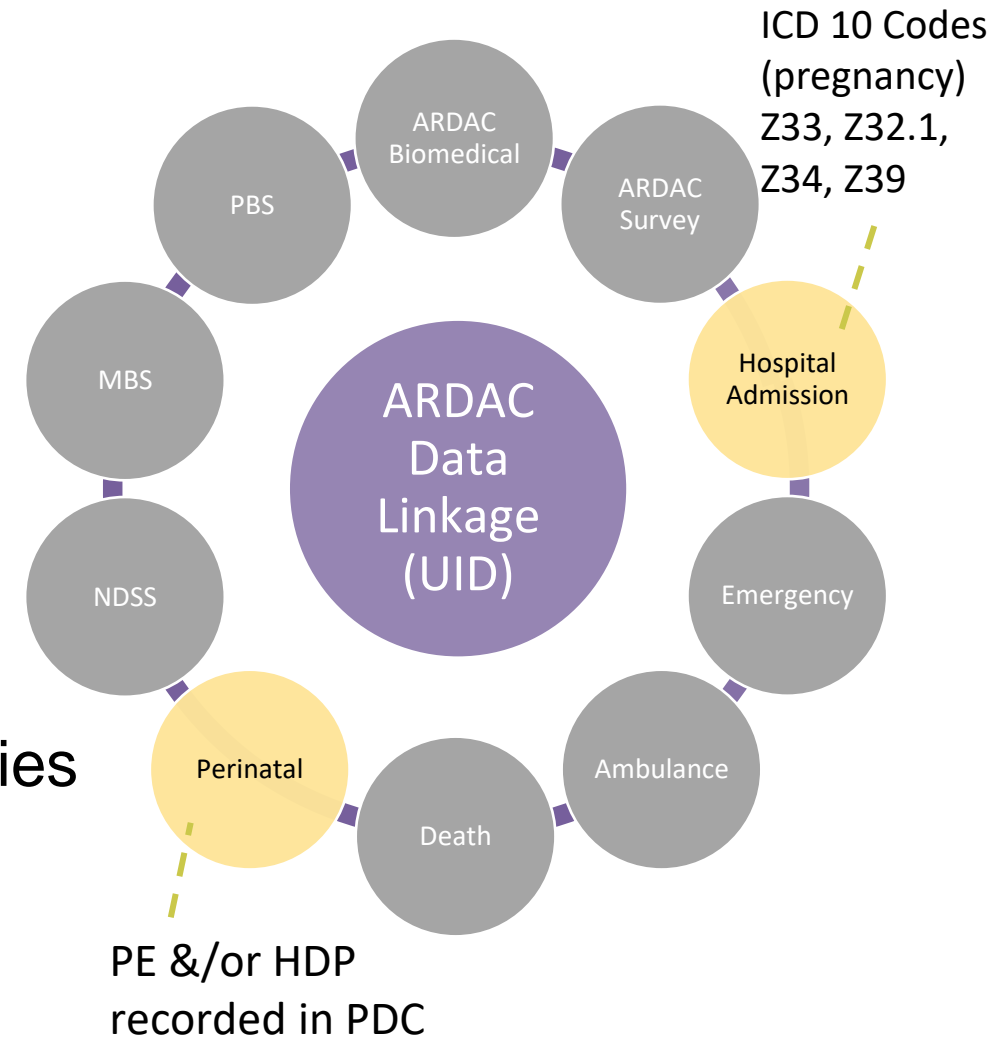 ICD 10 Codes
(pregnancy)
Z33, Z32.1,
Z34, Z39
ARDAC
Biomedical
ARDAC
Survey
PBS
Hospital
Admission
MBS
ARDAC
Data
Linkage
(UID)
Emergency
NDSS
Ambulance
Perinatal
Death
ies
PE &/or HDP
recorded in PDC